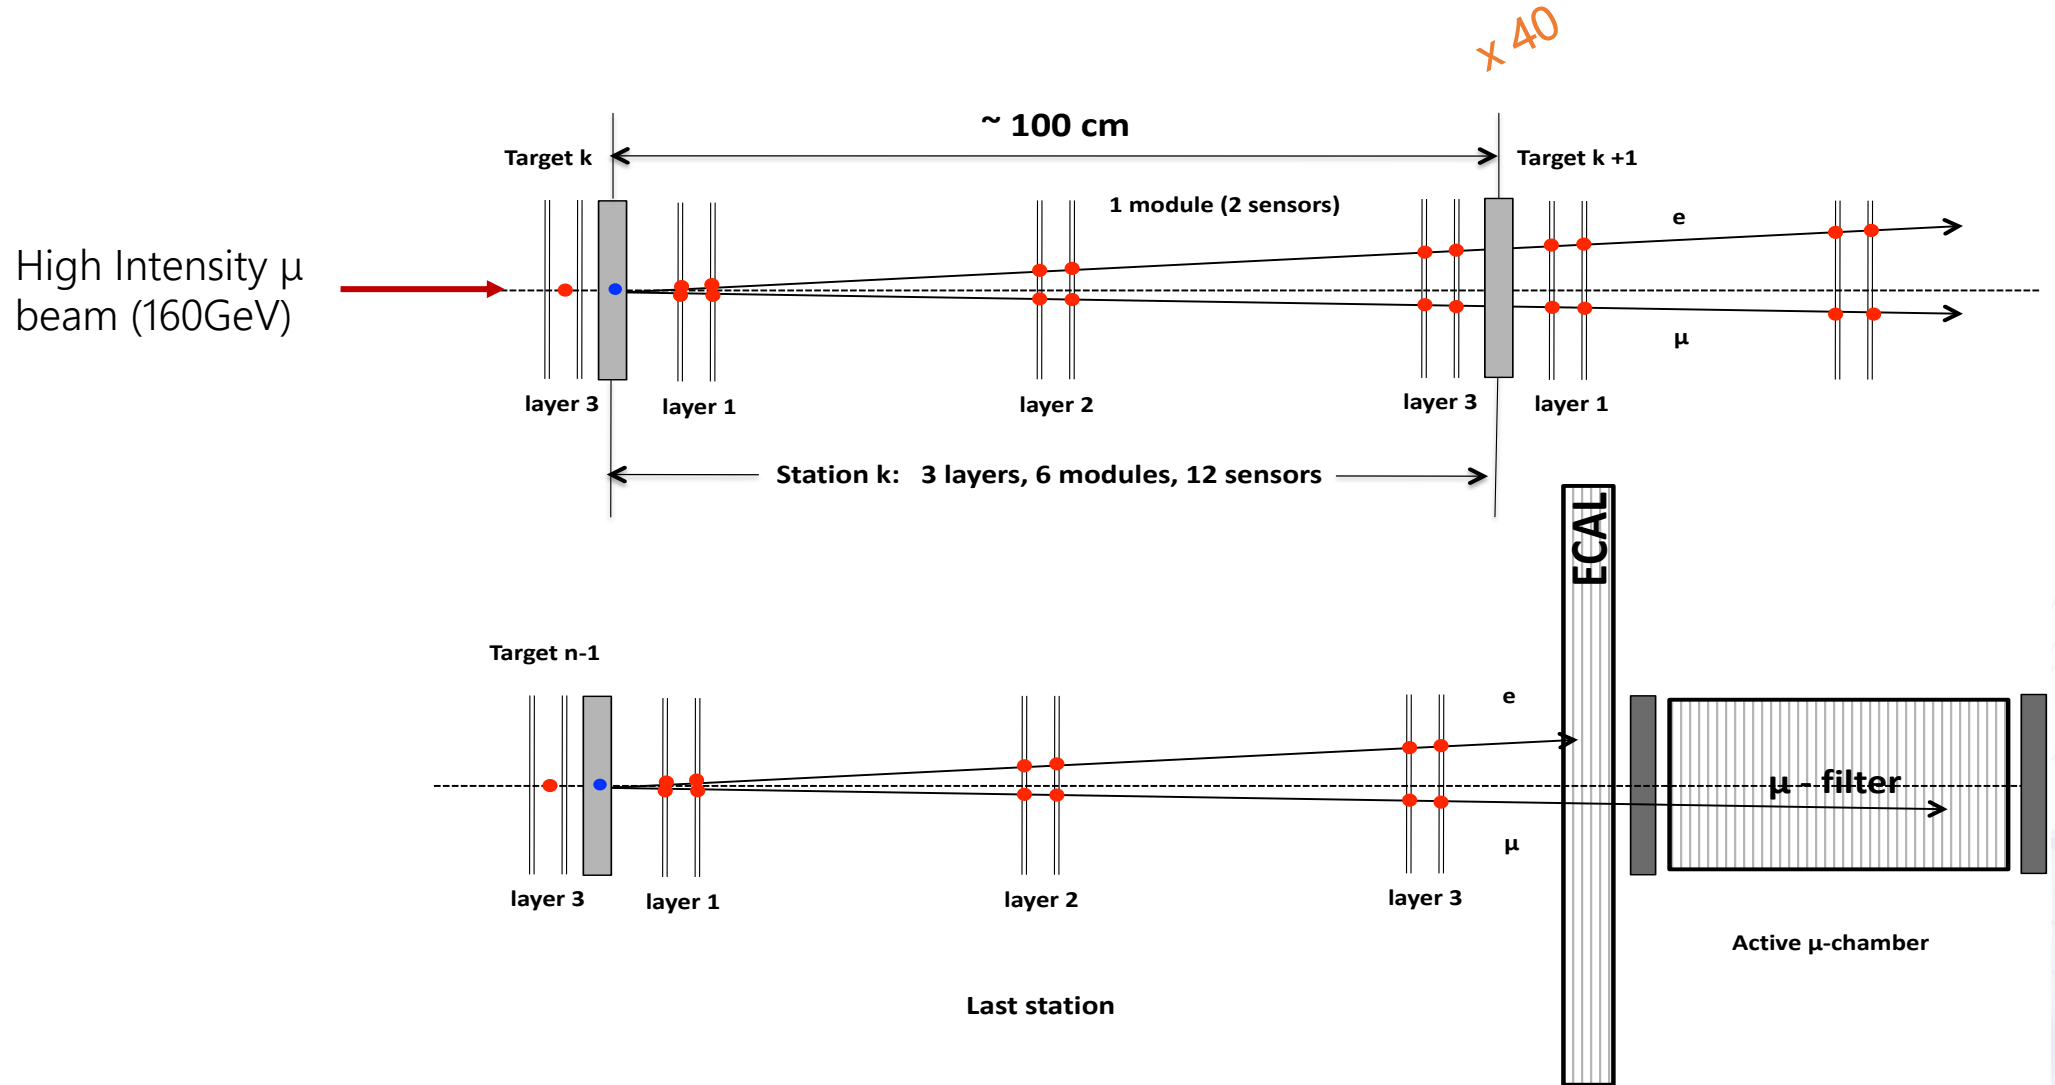 x 40
~ 100 cm
Target k
Target k +1
1 module (2 sensors)
e
High Intensity μ
beam (160GeV)
μ
layer 3
layer 1
layer 2
layer 3
layer 1
Station k: 3 layers, 6 modules, 12 sensors
ECAL
Target n-1
e
μ - filter
μ
layer 3
layer 1
layer 2
layer 3
Active μ-chamber
Last station